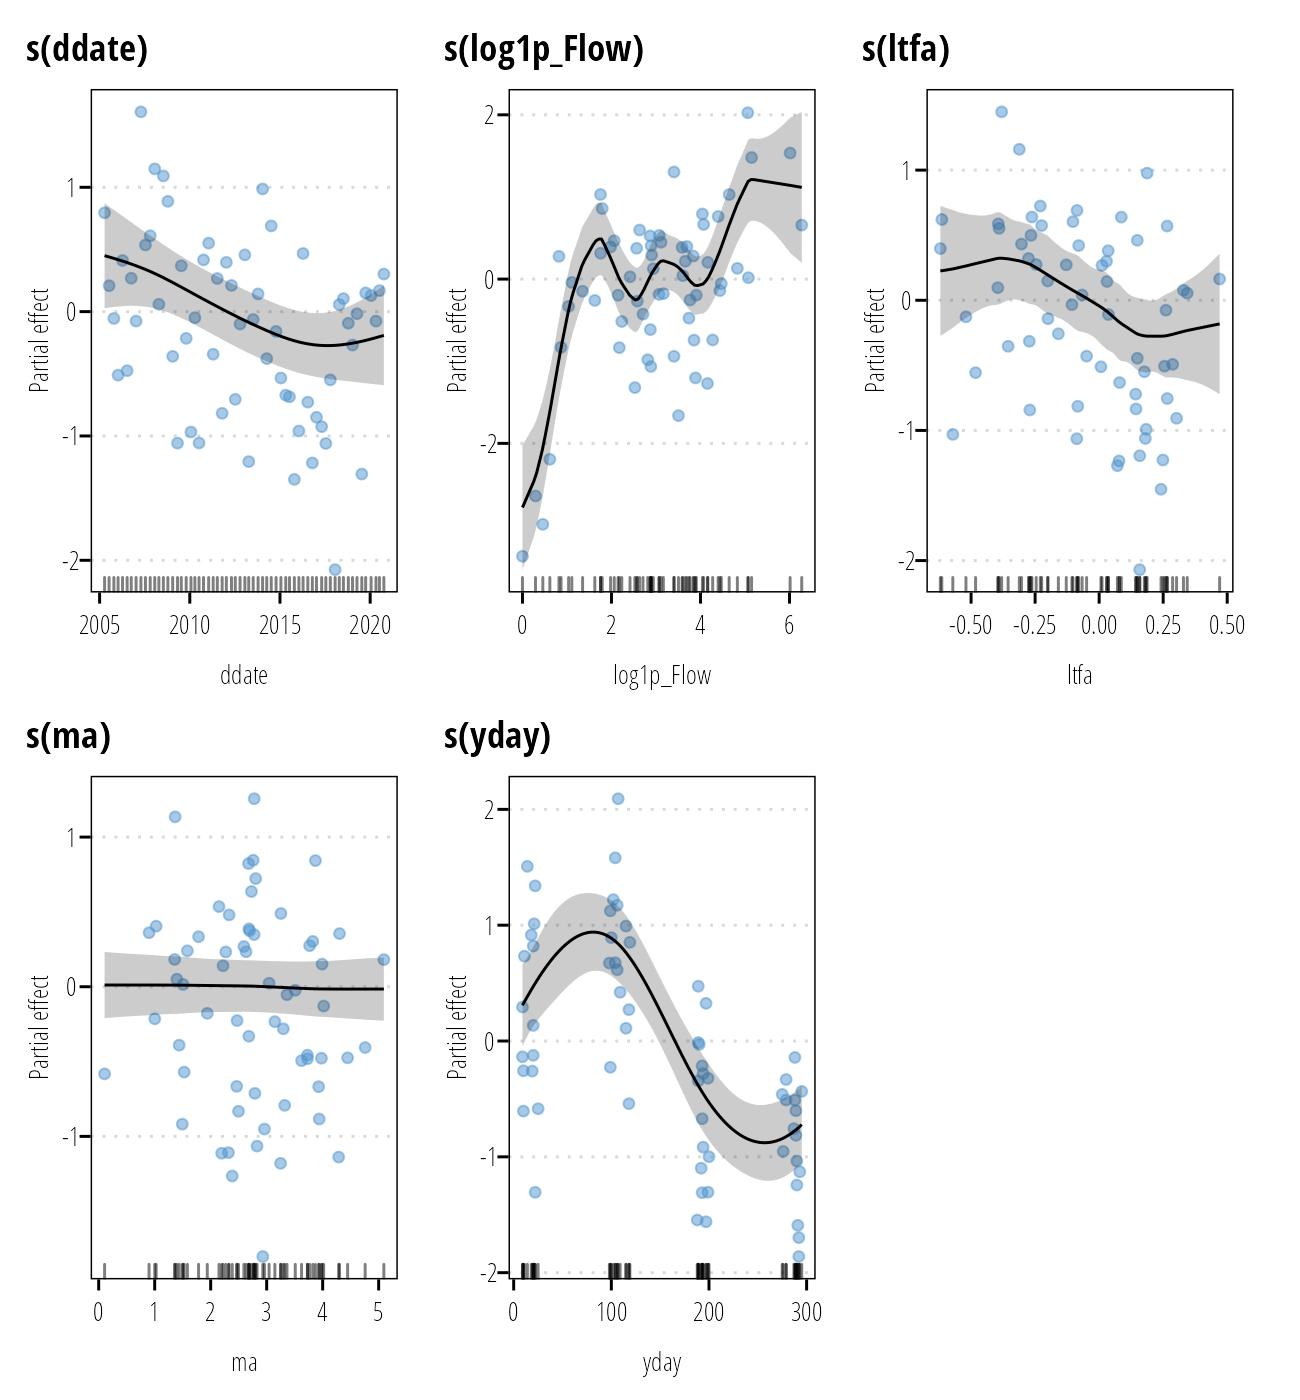 s(ddate)
Partial effect
1
0
-1
-2
2005 2010 2015 2020
ddate
s(log1p_Flow)
Partial effect
2
0
-2
0 2 4 6
log1p_Flow
s(ltfa)
Partial effect
1
0
-1
-2
-0.50 -0.25 0.00 0.25 0.50
ltfa
s(ma)
Partial effect
1
0
-1
0 1 2 3 4 5
ma
s(yday)
Partial effect
2
1
0
-1
-2
0 100 200 300
yday